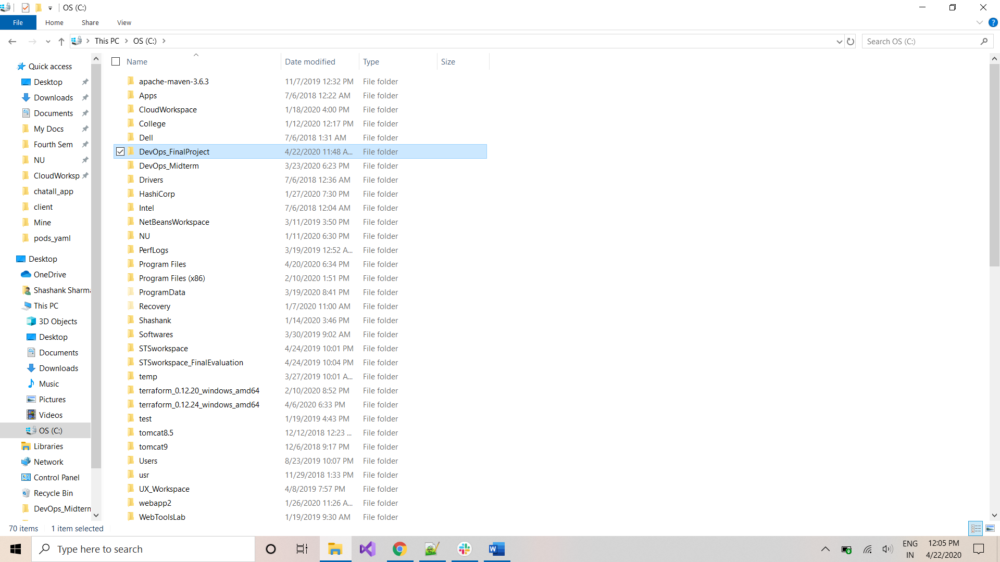 OS (C:)
File Home Share View
This PC OS (C:) Search OS (C:)
Name Date modified Type Size
Quick access
Desktop
Downloads
Documents
My Docs
Fourth Sem
NU
CloudWorksp
chatall_app
client
Mine
pods_yaml
Desktop
OneDrive
Shashank Sharma
This PC
3D Objects
Desktop
Documents
Downloads
Music
Pictures
Videos
OS (C:)
Libraries
Network
Control Panel
Recycle Bin
DevOps_Midterm
apache-maven-3.6.3 11/7/2019 12:32 PM File folder
Apps 7/6/2018 12:22 AM File folder
CloudWorkspace 1/18/2020 4:00 PM File folder
College 1/12/2020 12:17 PM File folder
Dell 7/6/2018 1:31 AM File folder
DevOps_FinalProject 4/22/2020 11:48 A... File folder
DevOps_Midterm 3/23/2020 6:23 PM File folder
Drivers 7/6/2018 12:36 AM File folder
HashiCorp 1/27/2020 7:30 PM File folder
Intel 7/6/2018 12:04 AM File folder
NetBeansWorkspace 3/11/2019 3:50 PM File folder
NU 1/11/2020 6:30 PM File folder
PerfLogs 3/19/2019 12:52 A... File folder
Program Files 4/20/2020 6:34 PM File folder
Program Files (x86) 2/10/2020 1:51 PM File folder
ProgramData 3/19/2020 8:41 PM File folder
Recovery 1/7/2020 11:00 AM File folder
Shashank 1/14/2020 3:46 PM File folder
Softwares 3/30/2019 9:02 AM File folder
STSworkspace 4/24/2019 10:01 PM File folder
STSworkspace_FinalEvaluation 4/24/2019 10:04 PM File folder
temp 3/27/2019 10:01 A... File folder
terraform_0.12.20_windows_amd64 2/10/2020 8:52 PM File folder
terraform_0.12.24_windows_amd64 4/6/2020 6:33 PM File folder
test 1/19/2019 4:43 PM File folder
tomcat8.5 12/12/2018 12:23 ... File folder
tomcat9 12/6/2018 9:17 PM File folder
Users 8/23/2019 10:07 PM File folder
usr 11/29/2018 1:33 PM File folder
UX_Workspace 4/8/2019 7:57 PM File folder
webapp2 1/26/2020 11:26 A... File folder
WebToolsLab 1/19/2019 9:30 AM File folder
70 items 1 item selected
Type here to search
ENG
IN
12:05 PM
4/22/2020